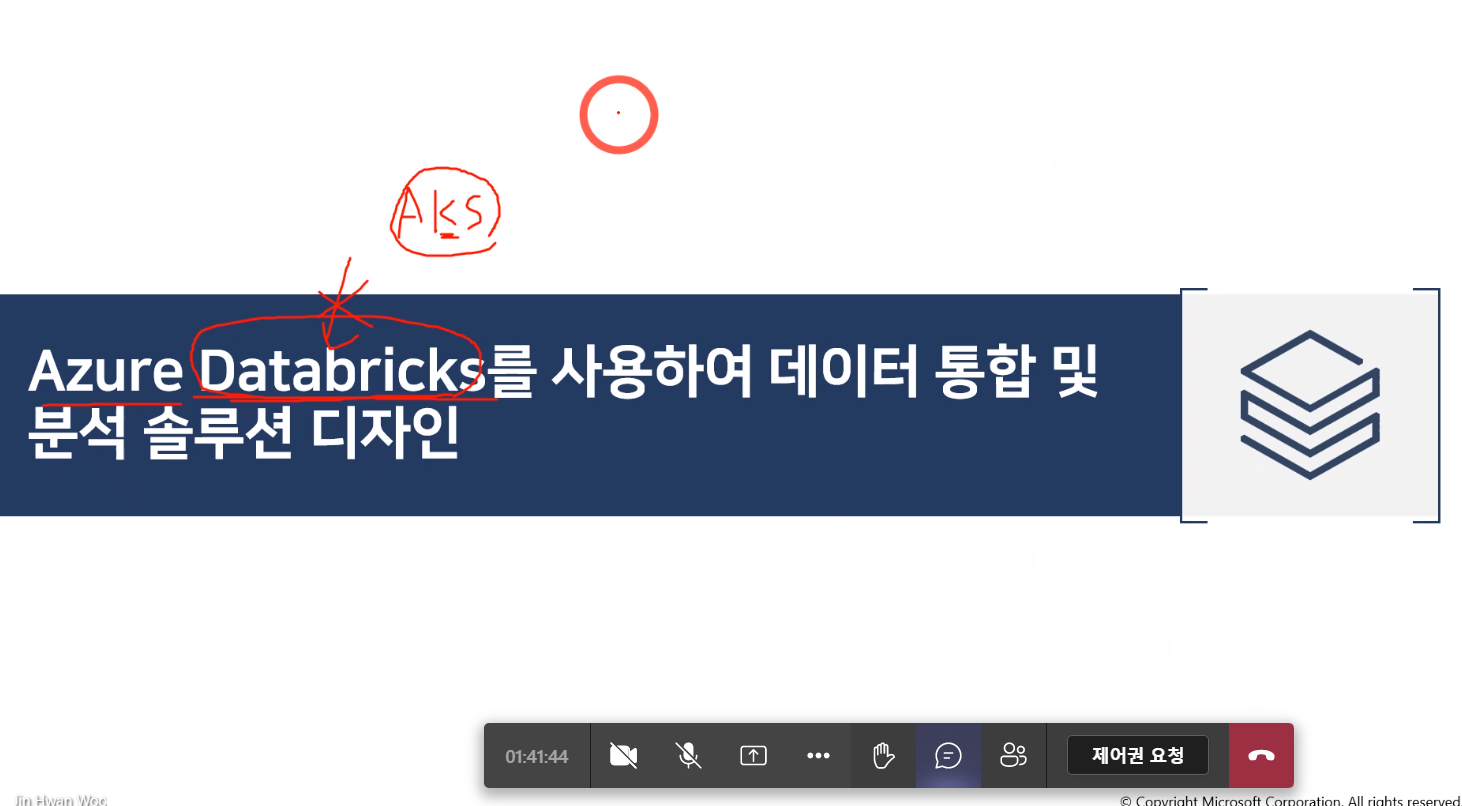 AKS
Azure Databricks를 사용하여 데이터 통합 및
분석 솔루션 디자인
01:41:44
제어권 요청
Jin Hwan Woo
© Copyright Microsoft Corporation. All rights reserved.